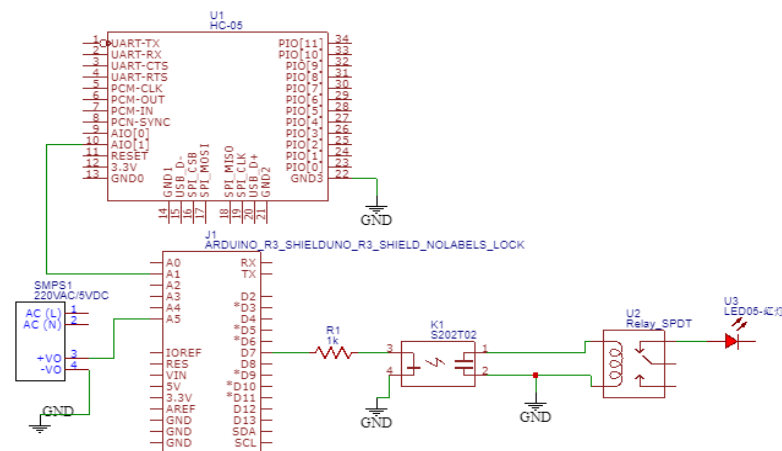 U1
HC-05
1 UART-TX PIO[11] 34
2 UART-RX PIO[10] 33
3 UART-CTS PIO[9] 32
4 UART-RTS PIO[8] 31
5 PCM-CLK PIO[7] 30
6 PCM-OUT PIO[6] 29
7 PCM-IN PIO[5] 28
8 PCN-SYNC PIO[4] 27
9 AIO[0] PIO[3] 26
10 AIO[1] PIO[2] 25
11 RESET PIO[1] 24
12 3.3V PIO[0] 23
13 GND0 GND3 22
GND1 USB_D- SPI_CSB SPI_MOSI SPI_MISO SPI_CLK USB_D+ GND2
14 15 16 17 18 19 20 21
GND
J1
ARDUINO_R3_SHIELDUNO_R3_SHIELD_NOLABELS_LOCK
A0 RX
A1 TX
A2
A3 D2
A4 *D3
A5 D4
*D5
*D6
IOREF D7
RES D8
VIN *D9
5V *D10
3.3V *D11
AREF D12
GND D13
GND SDA
GND SCL
SMPS1
220VAC/5VDC
AC (L) 1
AC (N) 2
+VO 3
-VO 4
GND
R1
1k
K1
S202T02
3 1
4 2
GND
GND
U2
Relay_SPDT
U3
LED05-红灯